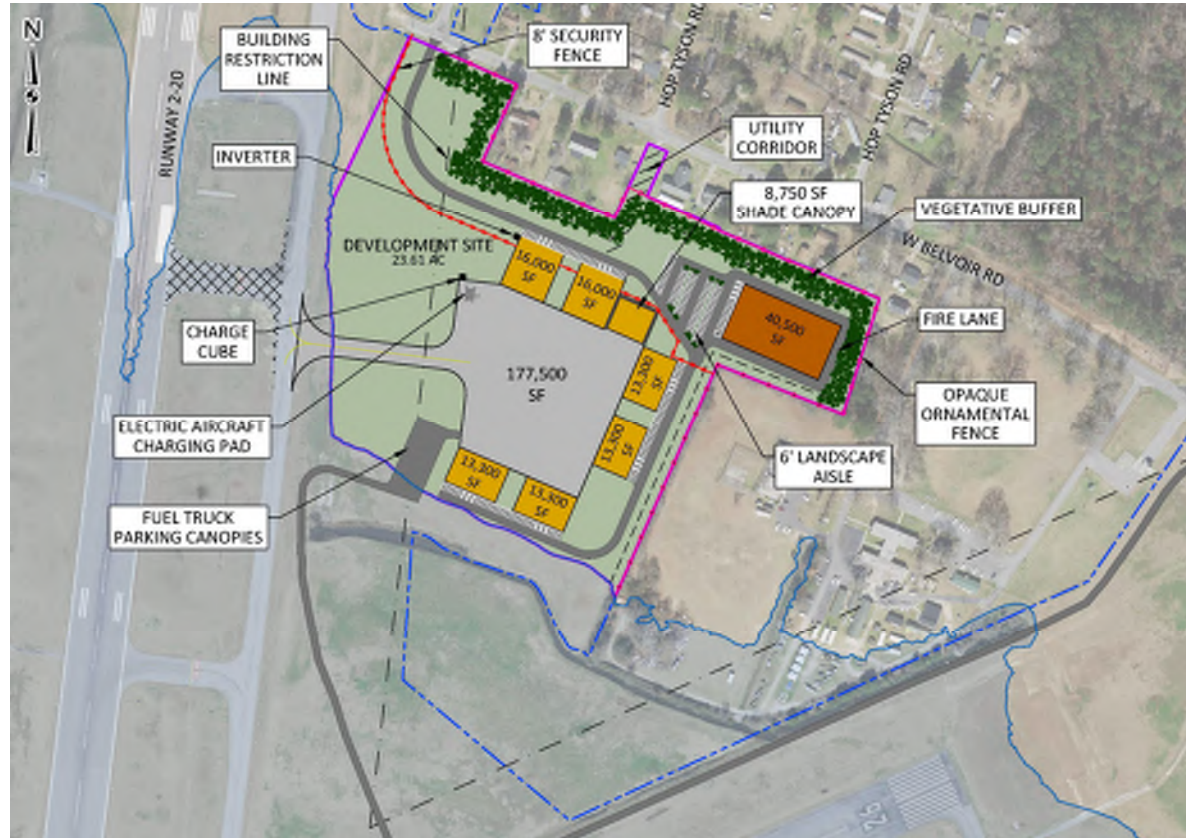 N
RUNWAY 2-20
BUILDING
RESTRICTION
LINE
8' SECURITY
FENCE
HOP TYSON RD
HOP TYSON RD
UTILITY
CORRIDOR
INVERTER
8,750 SF
SHADE CANOPY
VEGETATIVE BUFFER
W BELVOIR RD
DEVELOPMENT SITE
23.61 AC
16,000
SF
16,000
SF
CHARGE
CUBE
40,500
SF
FIRE LANE
177,500
SF
13,300
SF
13,300
SF
ELECTRIC AIRCRAFT
CHARGING PAD
OPAQUE
ORNAMENTAL
FENCE
6' LANDSCAPE
AISLE
13,300
SF
13,300
SF
FUEL TRUCK
PARKING CANOPIES
26